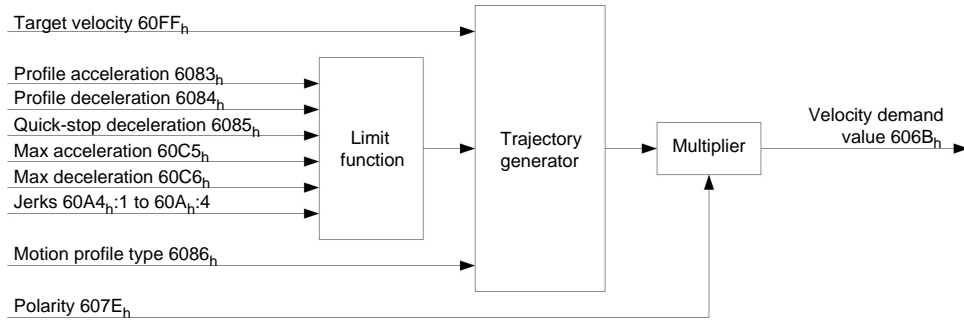 Target velocity 60FFh
Profile acceleration 6083h
Profile deceleration 6084h
Quick-stop deceleration 6085h
Max acceleration 60C5h
Max deceleration 60C6h
Jerks 60A4h:1 to 60Ah:4
Motion profile type 6086h
Polarity 607Eh
Limit
function
Trajectory
generator
Multiplier
Velocity demand
value 606Bh